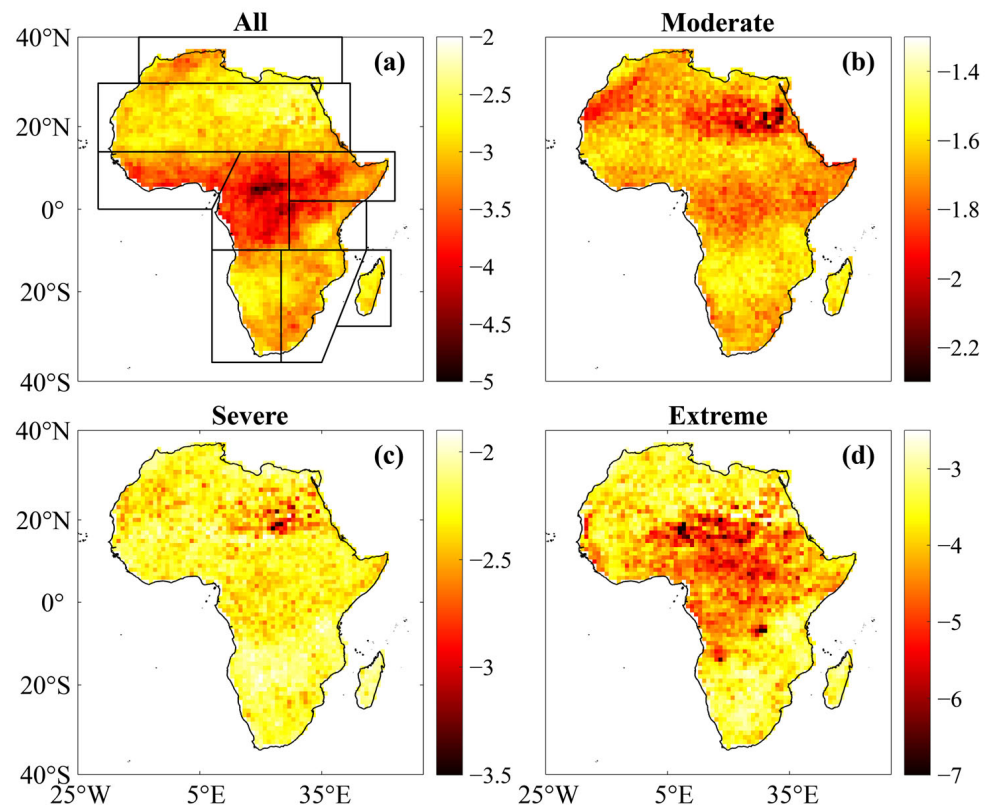 All
Moderate
40°N
20°N
0°
20°S
40°S
(a)
−2
−2.5
−3
−3.5
−4
−4.5
−5
(b)
−1.4
−1.6
−1.8
−2
−2.2
Severe
Extreme
40°N
20°N
0°
20°S
40°S
(c)
−2
−2.5
−3
−3.5
(d)
−3
−4
−5
−6
−7
25°W 5°E 35°E
25°W 5°E 35°E